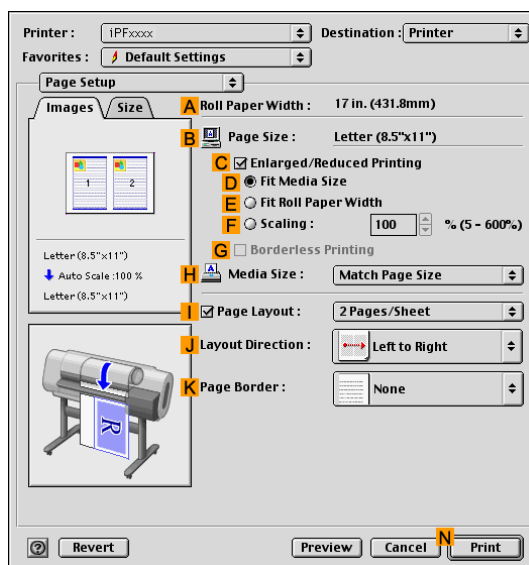 Printer : iPFxxxx Destination : Printer
Favorites : Default Settings
Page Setup
Images Size
A Roll Paper Width : 17 in. (431.8mm)
B Page Size : Letter (8.5"x11")
C Enlarged/Reduced Printing
D Fit Media Size
E Fit Roll Paper Width
F Scaling : 100 % (5 - 600%)
G Borderless Printing
H Media Size : Match Page Size
I Page Layout : 2 Pages/Sheet
J Layout Direction : Left to Right
K Page Border : None
1 2
Letter (8.5"x11")
Auto Scale :100 %
Letter (8.5"x11")
R
? Revert Preview Cancel N Print